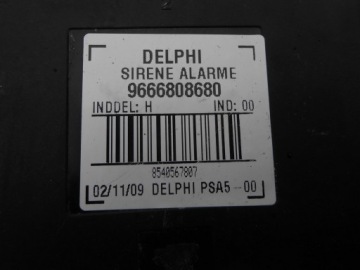 DELPHI
SIRENE ALARME
9666808680
INDDEL: H IND: 00
8540567807
02/11/09 DELPHI PSA5-00